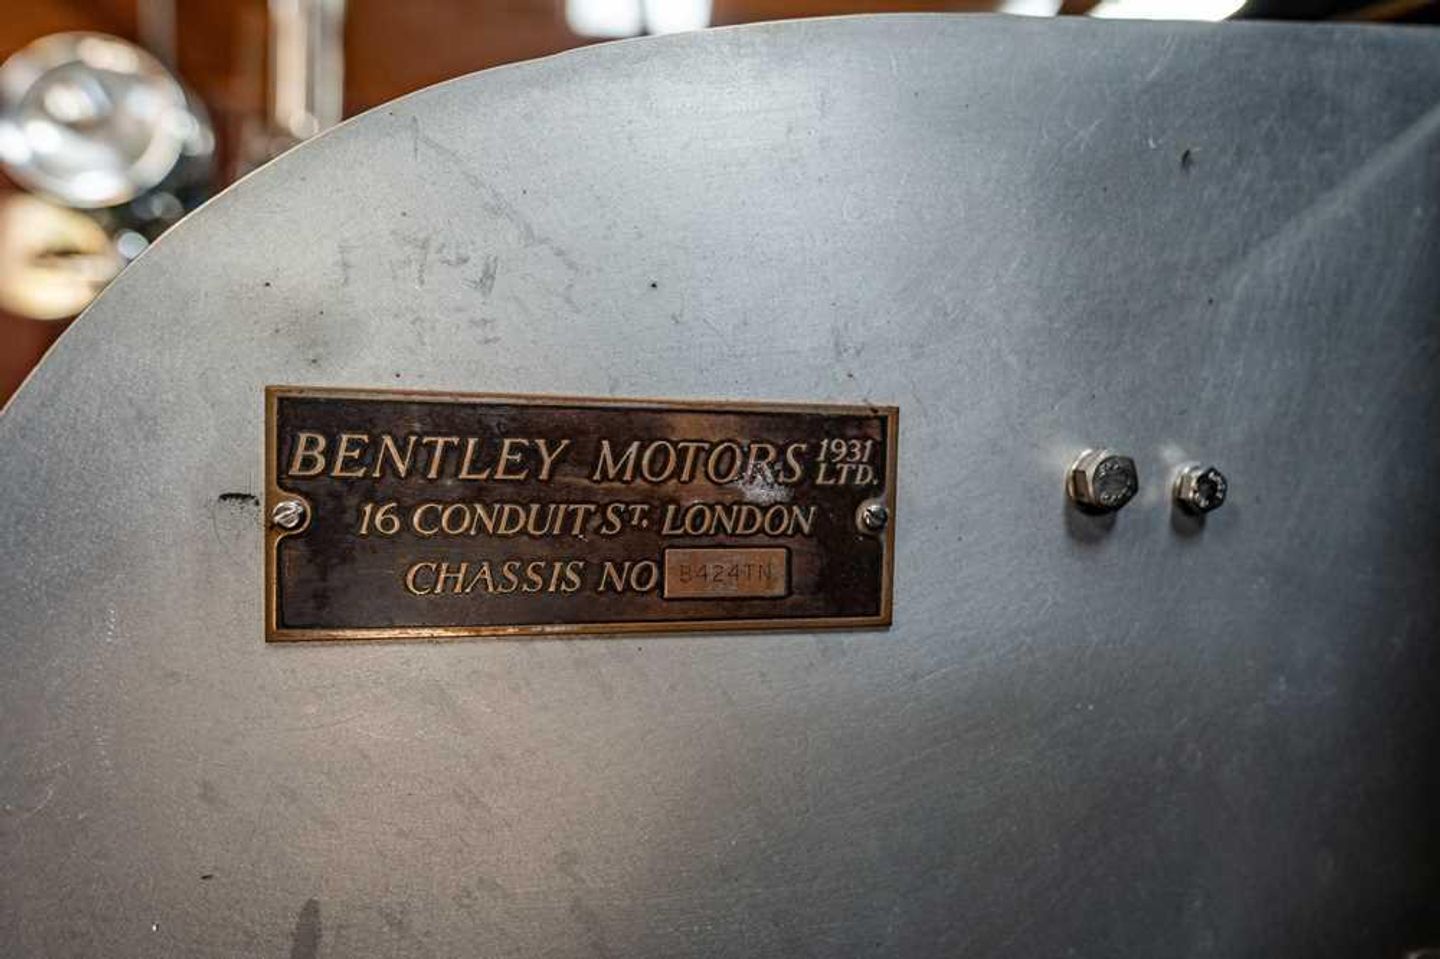 BENTLEY MOTORS 1931 LTD.
16 CONDUIT ST. LONDON
CHASSIS NO B424TN